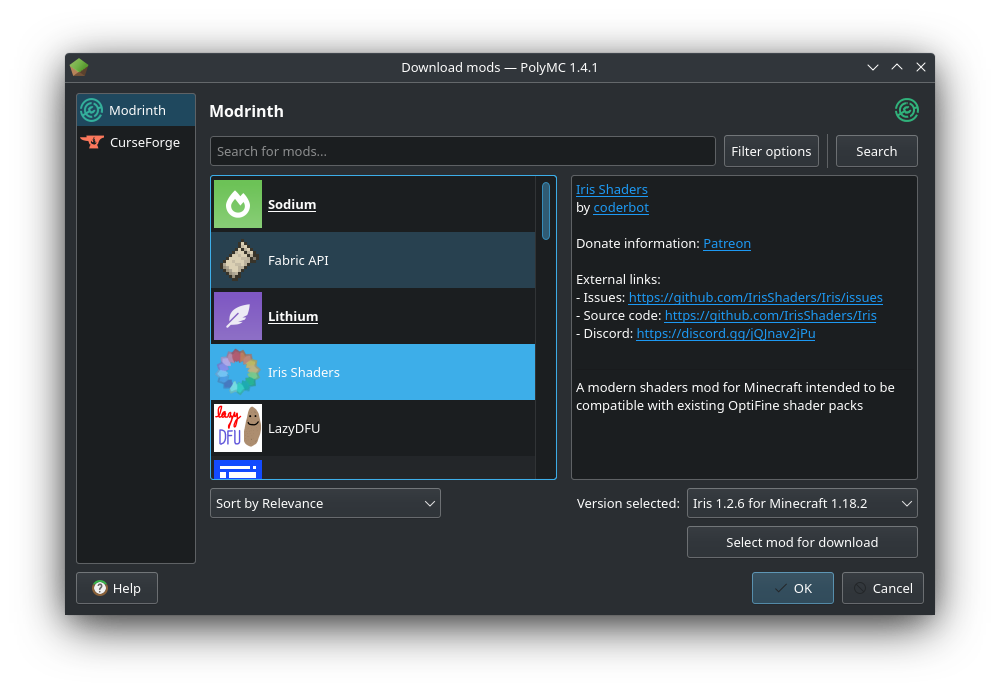 Download mods — PolyMC 1.4.1
Modrinth
CurseForge
Modrinth
Search for mods...
Filter options
Search
Sodium
Fabric API
Lithium
Iris Shaders
lazy
DFU
LazyDFU
Iris Shaders
by coderbot
Donate information: Patreon
External links:
- Issues: https://github.com/IrisShaders/Iris/issues
- Source code: https://github.com/IrisShaders/Iris
- Discord: https://discord.gg/jQJnav2jPu
A modern shaders mod for Minecraft intended to be
compatible with existing OptiFine shader packs
Sort by Relevance
Version selected:
Iris 1.2.6 for Minecraft 1.18.2
Select mod for download
Help
OK
Cancel